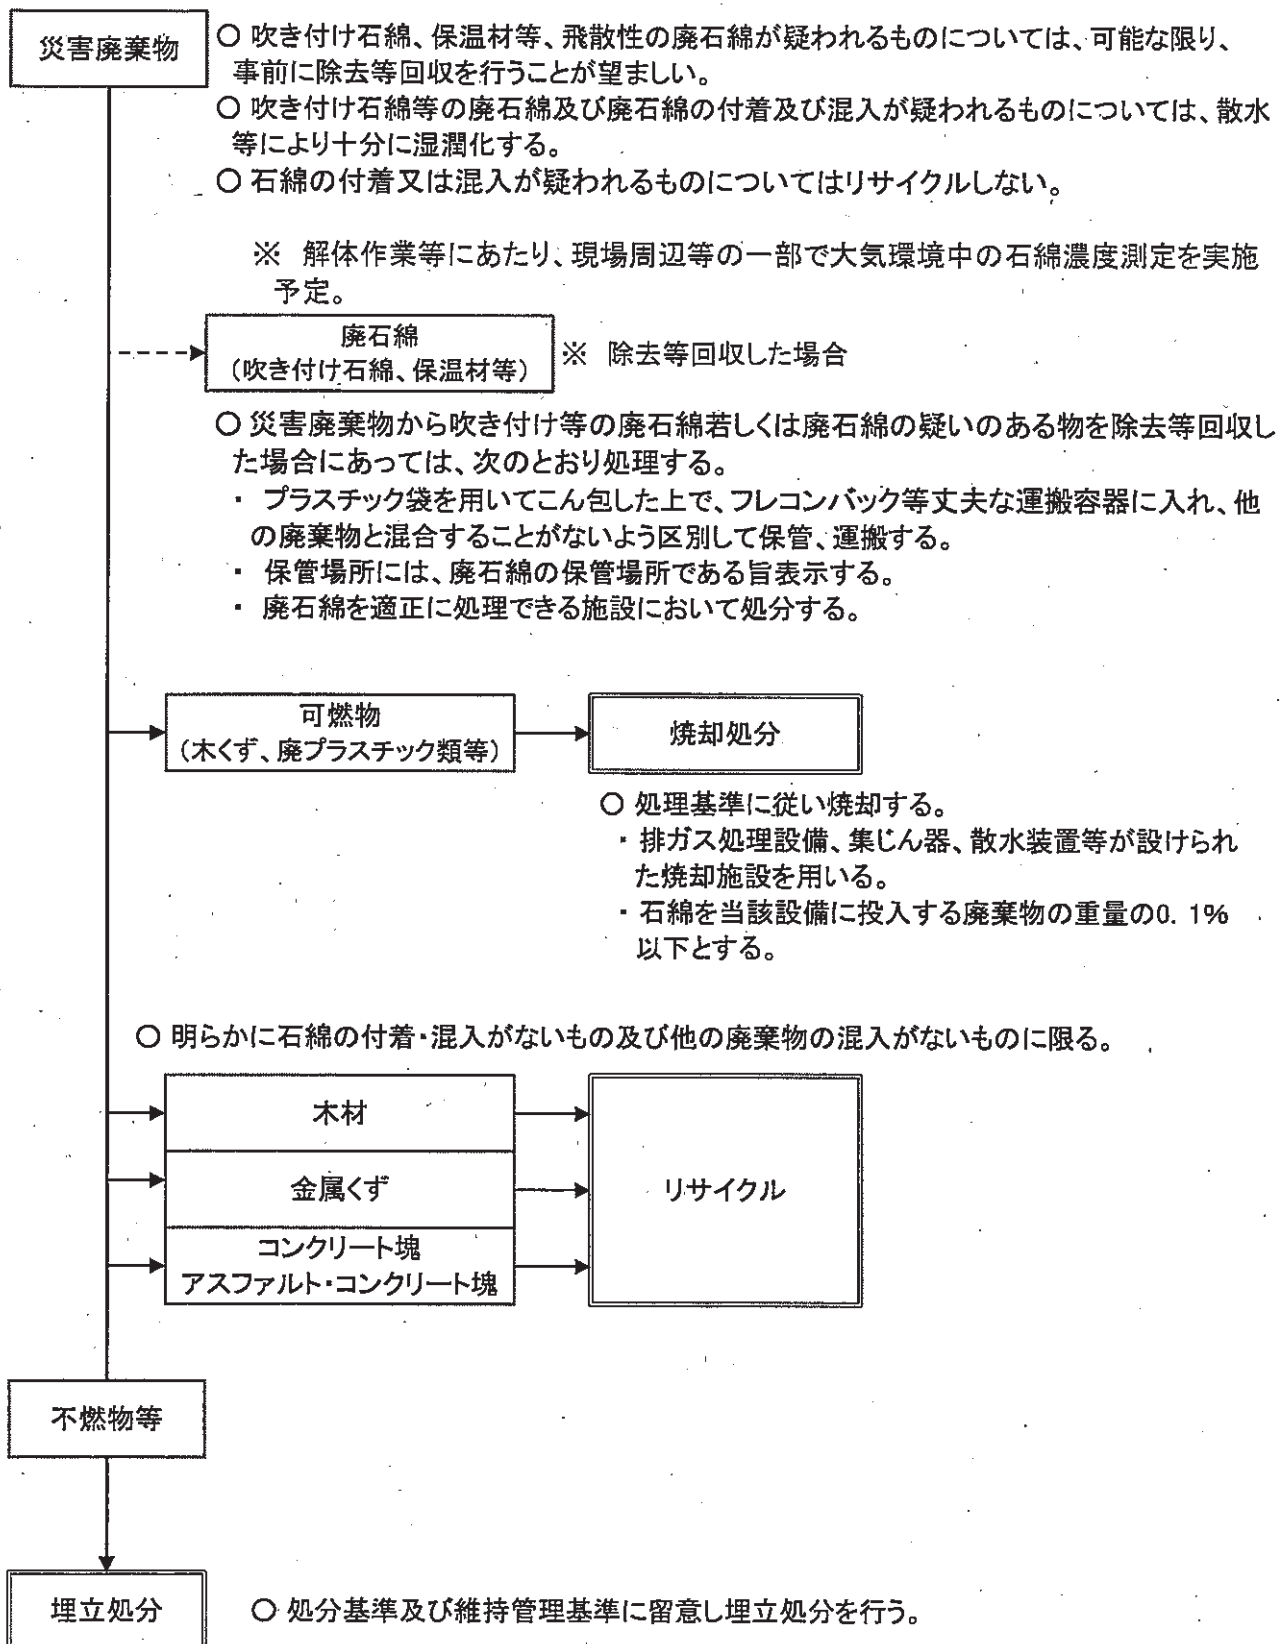 災害廃棄物
○ 吹き付け石綿、保温材等、飛散性の廃石綿が疑われるものについては、可能な限り、
事前に除去等回収を行うことが望ましい。
○ 吹き付け石綿等の廃石綿及び廃石綿の付着及び混入が疑われるものについては、散水
等により十分に湿潤化する。
○ 石綿の付着又は混入が疑われるものについてはリサイクルしない。
※ 解体作業等にあたり、現場周辺等の一部で大気環境中の石綿濃度測定を実施
予定。
廃石綿
(吹き付け石綿、保温材等)
※ 除去等回収した場合
○ 災害廃棄物から吹き付け等の廃石綿若しくは廃石綿の疑いのある物を除去等回収し
た場合にあっては、次のとおり処理する。
・ プラスチック袋を用いてこん包した上で、フレコンバック等丈夫な運搬容器に入れ、他
の廃棄物と混合することがないよう区別して保管、運搬する。
・ 保管場所には、廃石綿の保管場所である旨表示する。
・ 廃石綿を適正に処理できる施設において処分する。
可燃物
(木くず、廃プラスチック類等)
焼却処分
○ 処理基準に従い焼却する。
・排ガス処理設備、集じん器、散水装置等が設けられ
た焼却施設を用いる。
・石綿を当該設備に投入する廃棄物の重量の0. 1%
以下とする。
○ 明らかに石綿の付着・混入がないもの及び他の廃棄物の混入がないものに限る。
木材
金属くず
リサイクル
コンクリート塊
アスファルト・コンクリート塊
不燃物等
埋立処分
○ 処分基準及び維持管理基準に留意し埋立処分を行う。